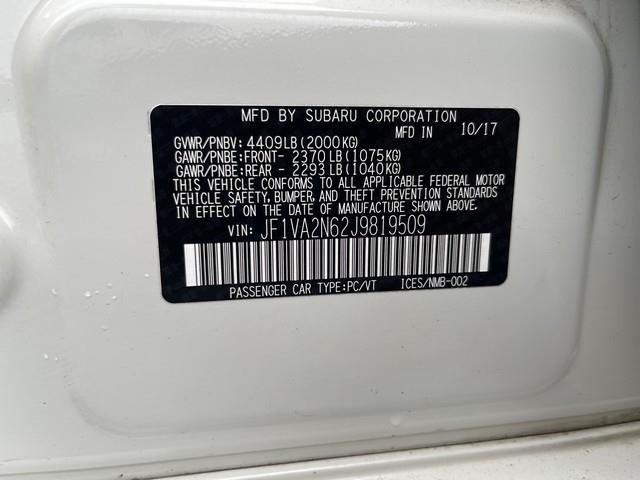 MFD BY SUBARU CORPORATION
MFD IN 10/17
GVWR/PNBV: 4409LB(2000KG)
GAWR/PNBE:FRONT- 2370LB(1075KG)
GAWR/PNBE:REAR - 2293LB(1040KG)
THIS VEHICLE CONFORMS TO ALL APPLICABLE FEDERAL MOTOR
VEHICLE SAFETY, BUMPER, AND THEFT PREVENTION STANDARDS
IN EFFECT ON THE DATE OF MANUFACTURE SHOWN ABOVE.
VIN: JF1VA2N62J9819509
PASSENGER CAR TYPE:PC/VT ICES/NMB-002